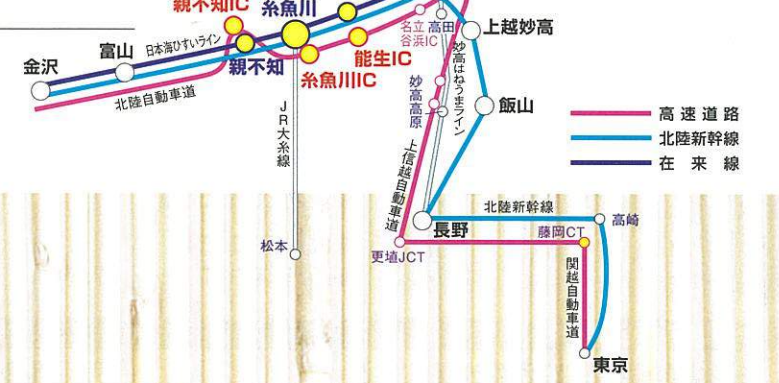 親不知IC
糸魚川
上越妙高
名立
谷浜IC
高田
富山
日本海ひすいライン
金沢
親不知
糸魚川IC
能生IC
北陸自動車道
JR大糸線
妙高高原
妙高はねうまライン
飯山
高速道路
北陸新幹線
在来線
上信越自動車道
長野
北陸新幹線
高崎
松本
更埴JCT
藤岡CT
関越自動車道
東京